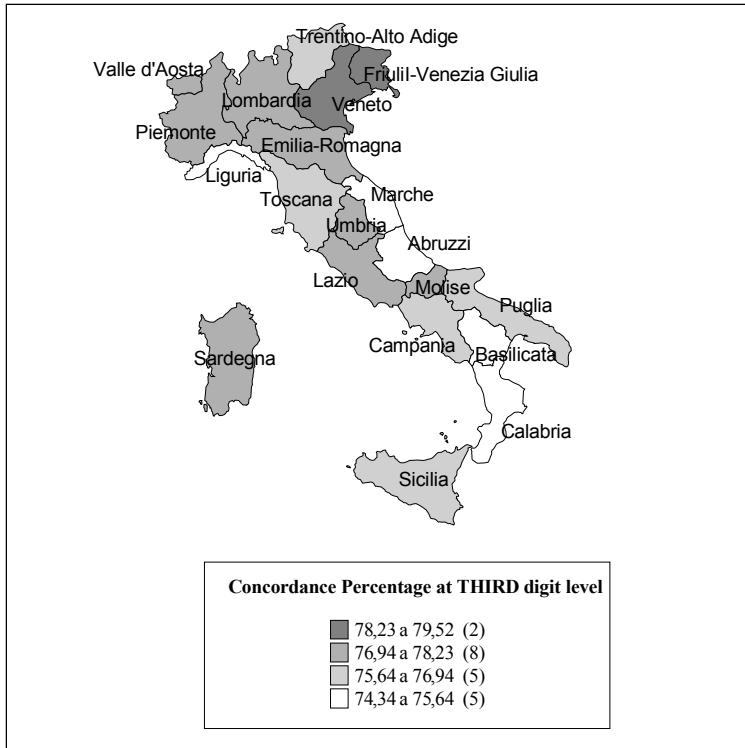 Trentino-Alto Adige
Valle d'Aosta
FriuliI-Venezia Giulia
Lombardia
Veneto
Piemonte
Emilia-Romagna
Liguria
Marche
Toscana
Umbria
Abruzzi
Lazio
Molise
Puglia
Campania
Basilicata
Sardegna
Calabria
Sicilia
Concordance Percentage at THIRD digit level
78,23 a 79,52 (2)
76,94 a 78,23 (8)
75,64 a 76,94 (5)
74,34 a 75,64 (5)